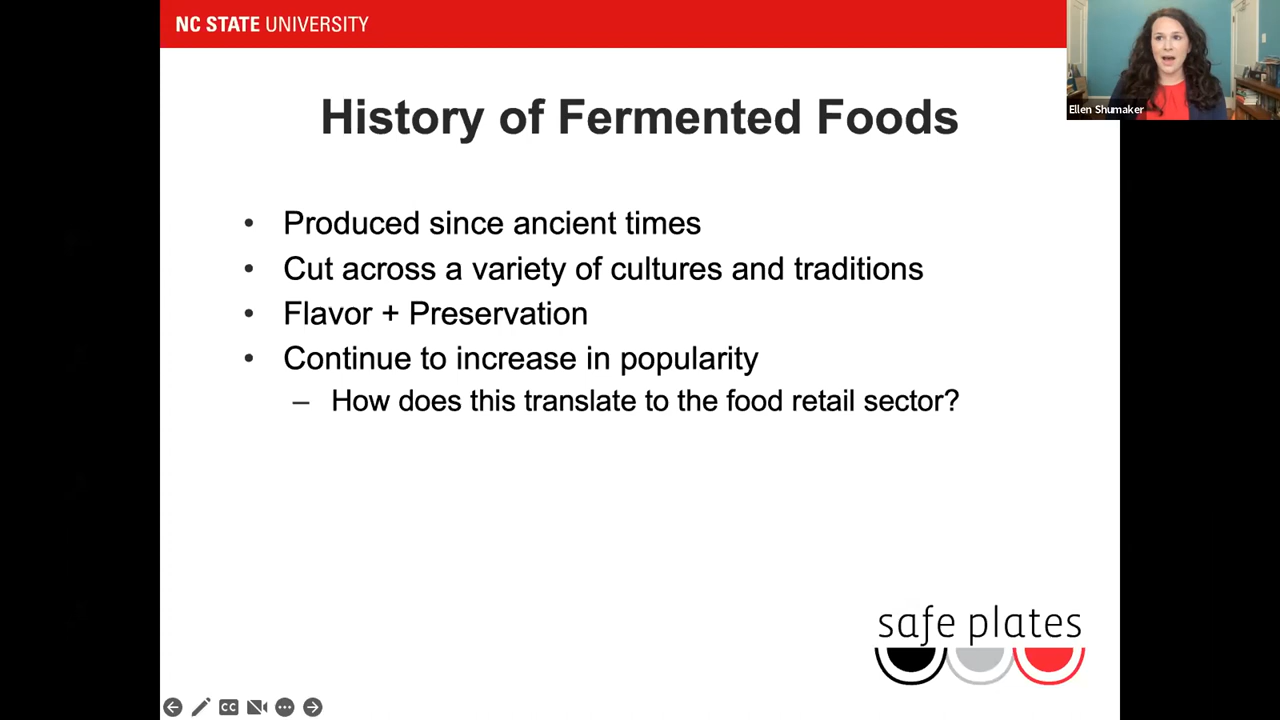 NC STATE UNIVERSITY
Ellen Shumaker
History of Fermented Foods
• Produced since ancient times
• Cut across a variety of cultures and traditions
• Flavor + Preservation
• Continue to increase in popularity
– How does this translate to the food retail sector?
safe plates
CC